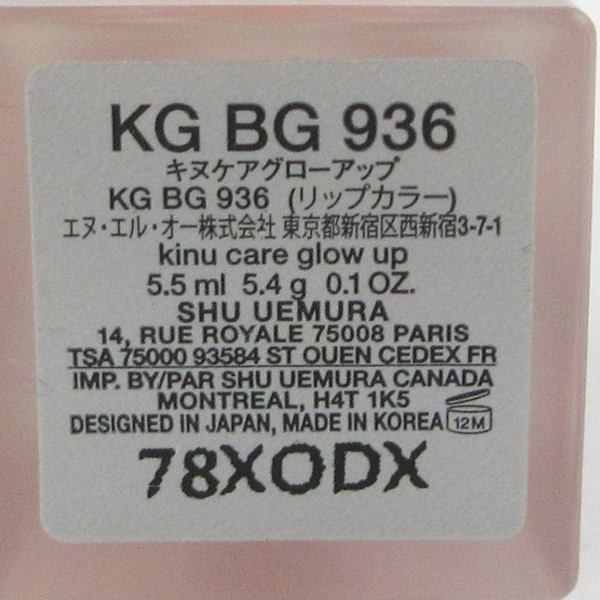 KG BG 936
キヌケアグローアップ
KG BG 936 (リップカラー)
エヌ・エル・オー株式会社 東京都新宿区西新宿3-7-1
kinu care glow up
5.5 ml 5.4 g 0.1 OZ.
SHU UEMURA
14, RUE ROYALE 75008 PARIS
TSA 75000 93584 ST OUEN CEDEX FR
IMP. BY/PAR SHU UEMURA CANADA
MONTREAL, H4T 1K5
DESIGNED IN JAPAN, MADE IN KOREA 12M
78XODX